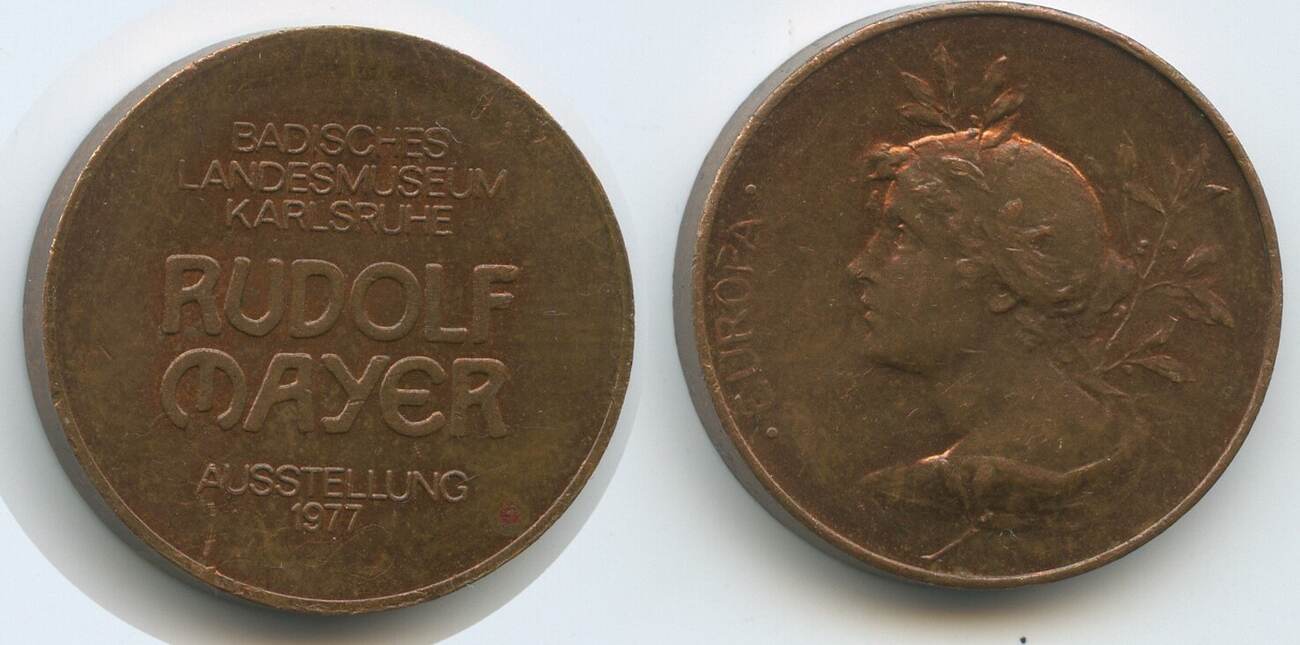 BADISCHES
LANDESMUSEUM
KARLSRUHE
RUDOLF
MAYER
AUSSTELLUNG
1977
· EUROPA ·